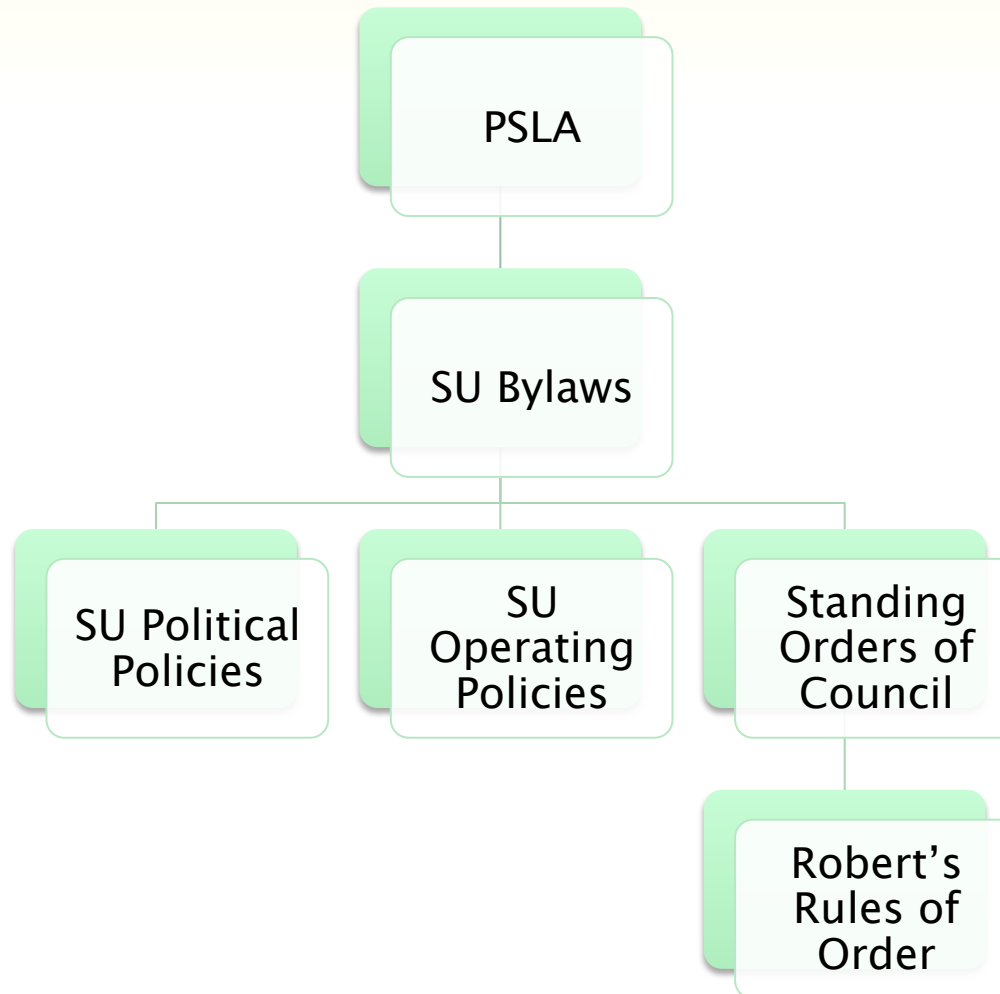 PSLA
SU Bylaws
SU Political
Policies
SU
Operating
Policies
Standing
Orders of
Council
Robert’s
Rules of
Order